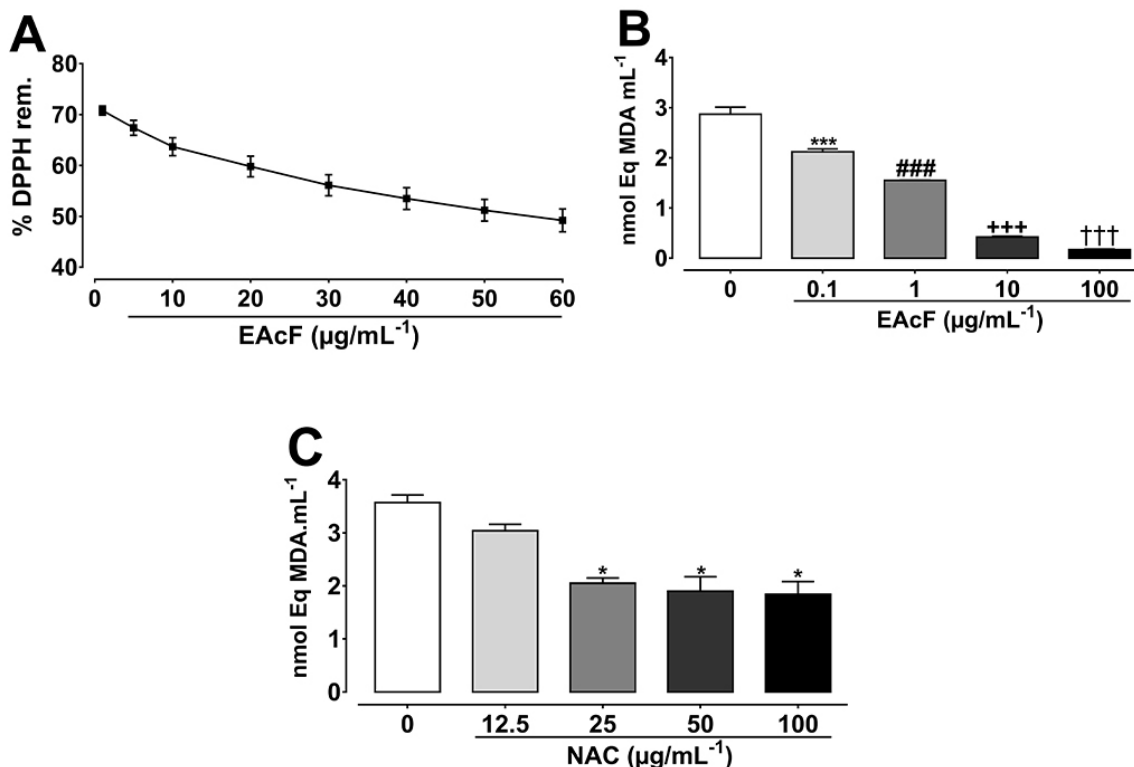 A
% DPPH rem.
80
70
60
50
40
0 10 20 30 40 50 60
EAcF (µg/mL⁻¹)
B
nmol Eq MDA mL⁻¹
4
3
2
1
0
***
###
+++
†††
0 0.1 1 10 100
EAcF (µg/mL⁻¹)
C
nmol Eq MDA.mL⁻¹
4
3
2
1
0
* * *
0 12.5 25 50 100
NAC (µg/mL⁻¹)